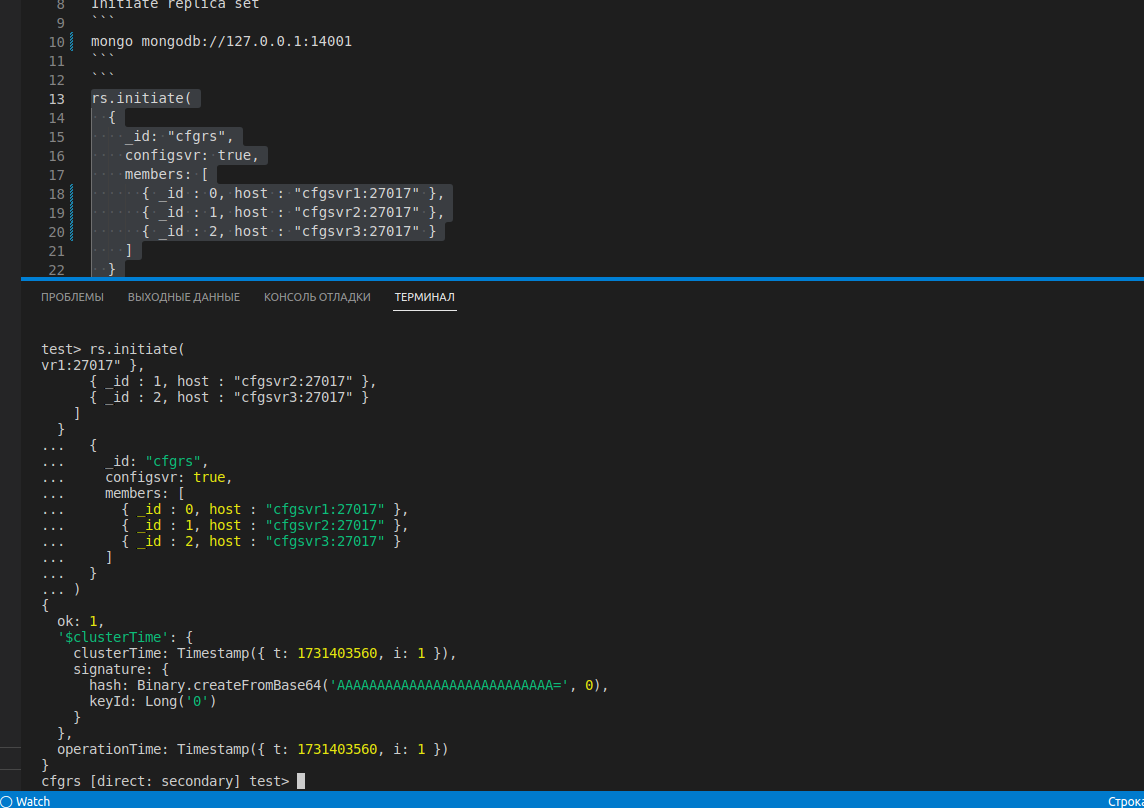 8 Initiate replica set
9 ```
10 mongo mongodb://127.0.0.1:14001
11 ```
12 ```
13 rs.initiate(
14 {
15 _id: "cfgrs",
16 configsvr: true,
17 members: [
18 { _id : 0, host : "cfgsvr1:27017" },
19 { _id : 1, host : "cfgsvr2:27017" },
20 { _id : 2, host : "cfgsvr3:27017" }
21 ]
22 }
ПРОБЛЕМЫ ВЫХОДНЫЕ ДАННЫЕ КОНСОЛЬ ОТЛАДКИ ТЕРМИНАЛ
test> rs.initiate(
vr1:27017" },
{ _id : 1, host : "cfgsvr2:27017" },
{ _id : 2, host : "cfgsvr3:27017" }
]
}
... {
... _id: "cfgrs",
... configsvr: true,
... members: [
... { _id : 0, host : "cfgsvr1:27017" },
... { _id : 1, host : "cfgsvr2:27017" },
... { _id : 2, host : "cfgsvr3:27017" }
... ]
... }
... )
{
ok: 1,
'$clusterTime': {
clusterTime: Timestamp({ t: 1731403560, i: 1 }),
signature: {
hash: Binary.createFromBase64('AAAAAAAAAAAAAAAAAAAAAAAAAAA=', 0),
keyId: Long('0')
}
},
operationTime: Timestamp({ t: 1731403560, i: 1 })
}
cfgrs [direct: secondary] test>
Watch Строка